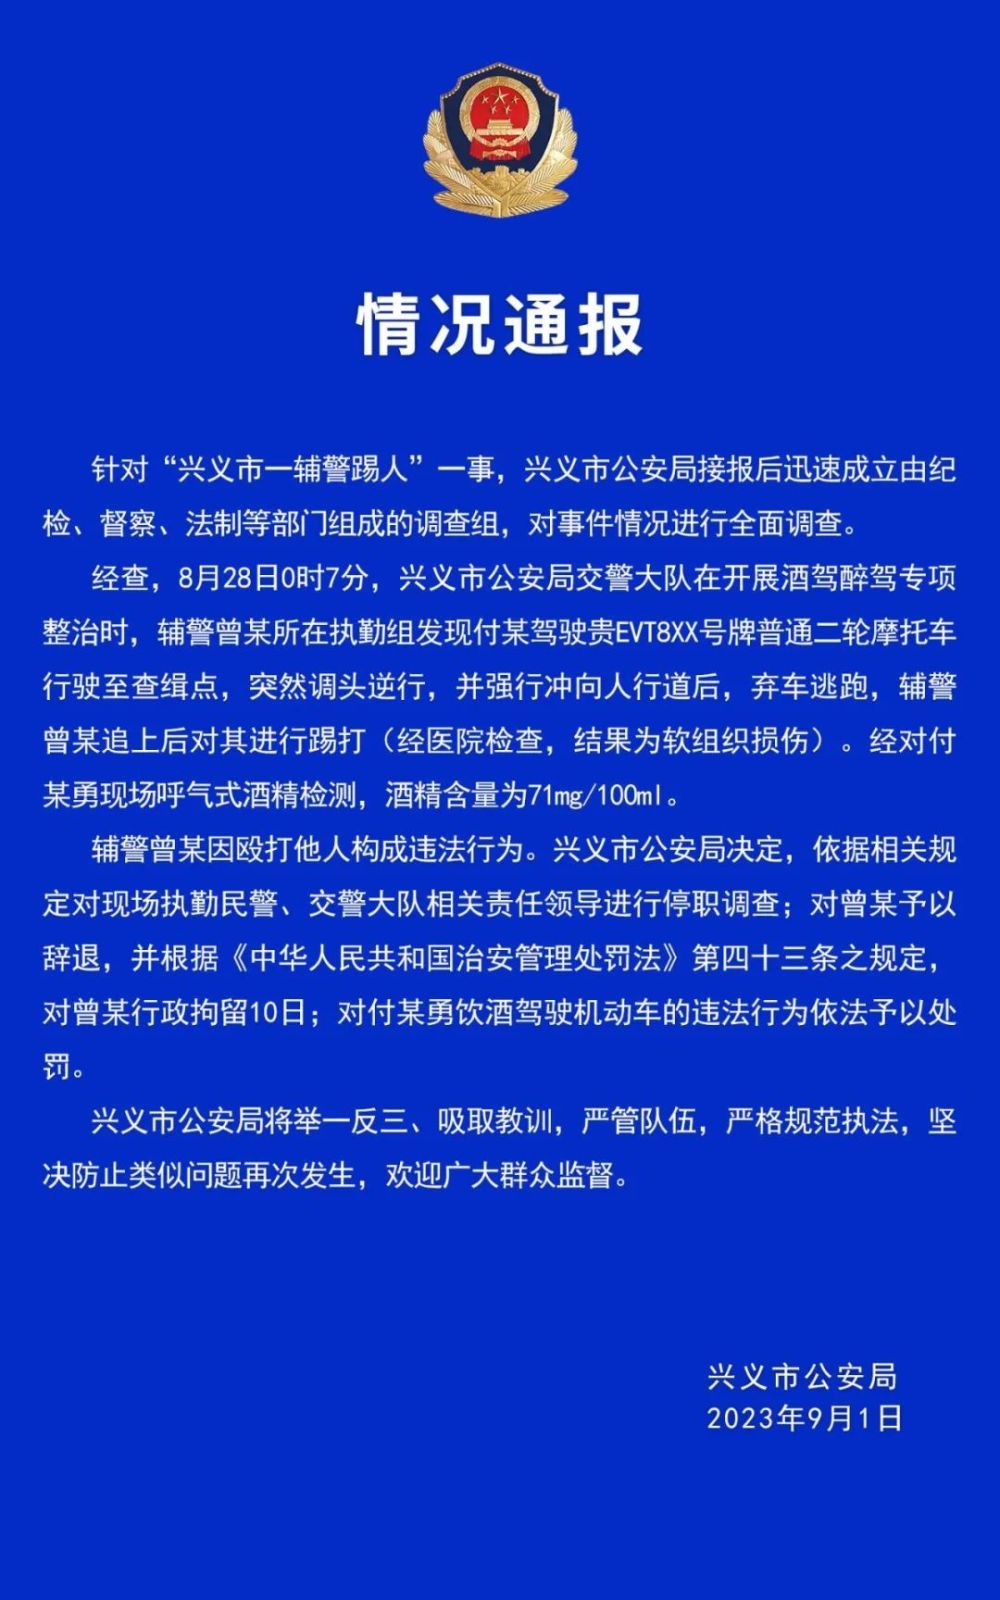 情况通报
针对“兴义市一辅警踢人”一事，兴义市公安局接报后迅速成立由纪
检、督察、法制等部门组成的调查组，对事件情况进行全面调查。
经查，8月28日0时7分，兴义市公安局交警大队在开展酒驾醉驾专项
整治时，辅警曾某所在执勤组发现付某驾驶贵EVT8XX号牌普通二轮摩托车
行驶至查缉点，突然调头逆行，并强行冲向人行道后，弃车逃跑，辅警
曾某追上后对其进行踢打（经医院检查，结果为软组织损伤）。经对付
某勇现场呼气式酒精检测，酒精含量为71mg/100ml。
辅警曾某因殴打他人构成违法行为。兴义市公安局决定，依据相关规
定对现场执勤民警、交警大队相关责任领导进行停职调查；对曾某予以
辞退，并根据《中华人民共和国治安管理处罚法》第四十三条之规定，
对曾某行政拘留10日；对付某勇饮酒驾驶机动车的违法行为依法予以处
罚。
兴义市公安局将举一反三、吸取教训，严管队伍，严格规范执法，坚
决防止类似问题再次发生，欢迎广大群众监督。
兴义市公安局
2023年9月1日